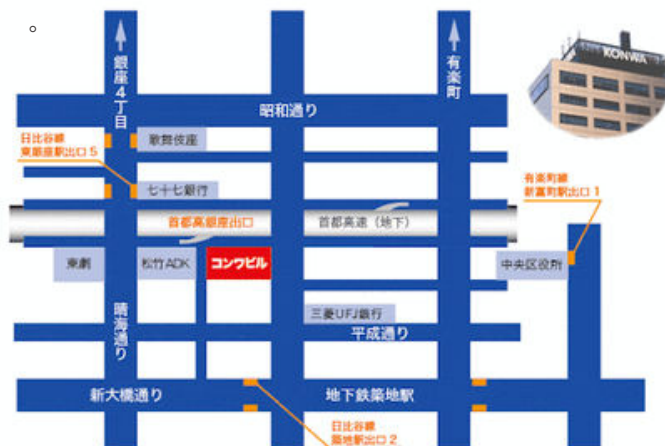 。
銀座4丁目
有楽町
KONWA
昭和通り
日比谷線
東銀座駅出口5
歌舞伎座
七十七銀行
有楽町線
新富町駅出口1
首都高銀座出口
首都高速(地下)
東劇
松竹ADK
コンワビル
中央区役所
晴海通り
三菱UFJ銀行
平成通り
新大橋通り
地下鉄築地駅
日比谷線
築地駅出口2